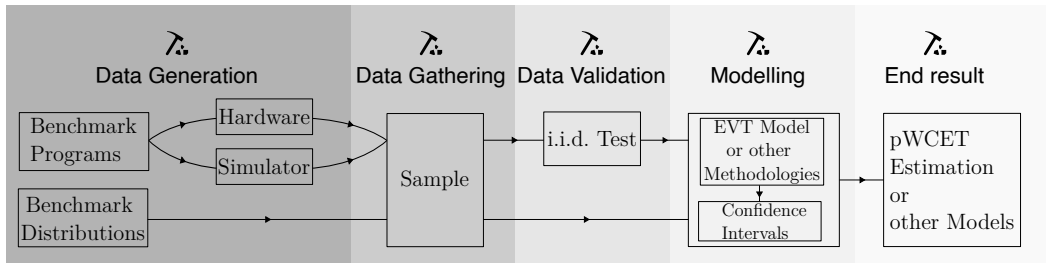 Data Generation
Data Gathering
Data Validation
Modelling
End result
Benchmark
Programs
Hardware
Simulator
Benchmark
Distributions
Sample
i.i.d. Test
EVT Model
or other
Methodologies
Confidence
Intervals
pWCET
Estimation
or
other Models